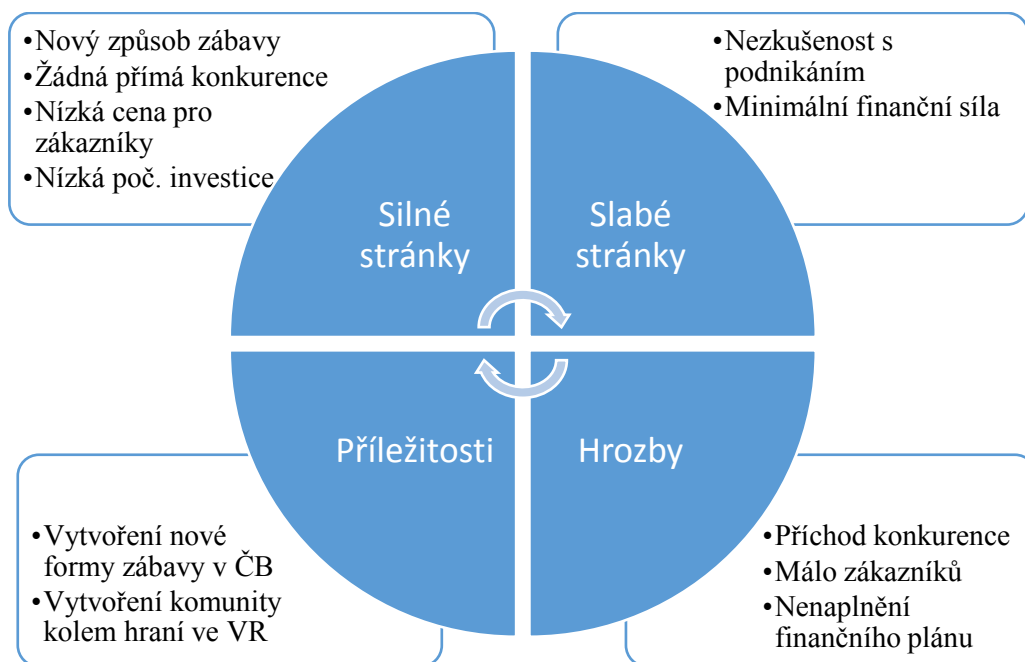 •Nový způsob zábavy
•Žádná přímá konkurence
•Nízká cena pro
zákazníky
•Nízká poč. investice
•Nezkušenost s
podnikáním
•Minimální finanční síla
Silné
stránky
Slabé
stránky
Příležitosti
Hrozby
•Vytvoření nové
formy zábavy v ČB
•Vytvoření komunity
kolem hraní ve VR
•Příchod konkurence
•Málo zákazníků
•Nenaplnění
finančního plánu